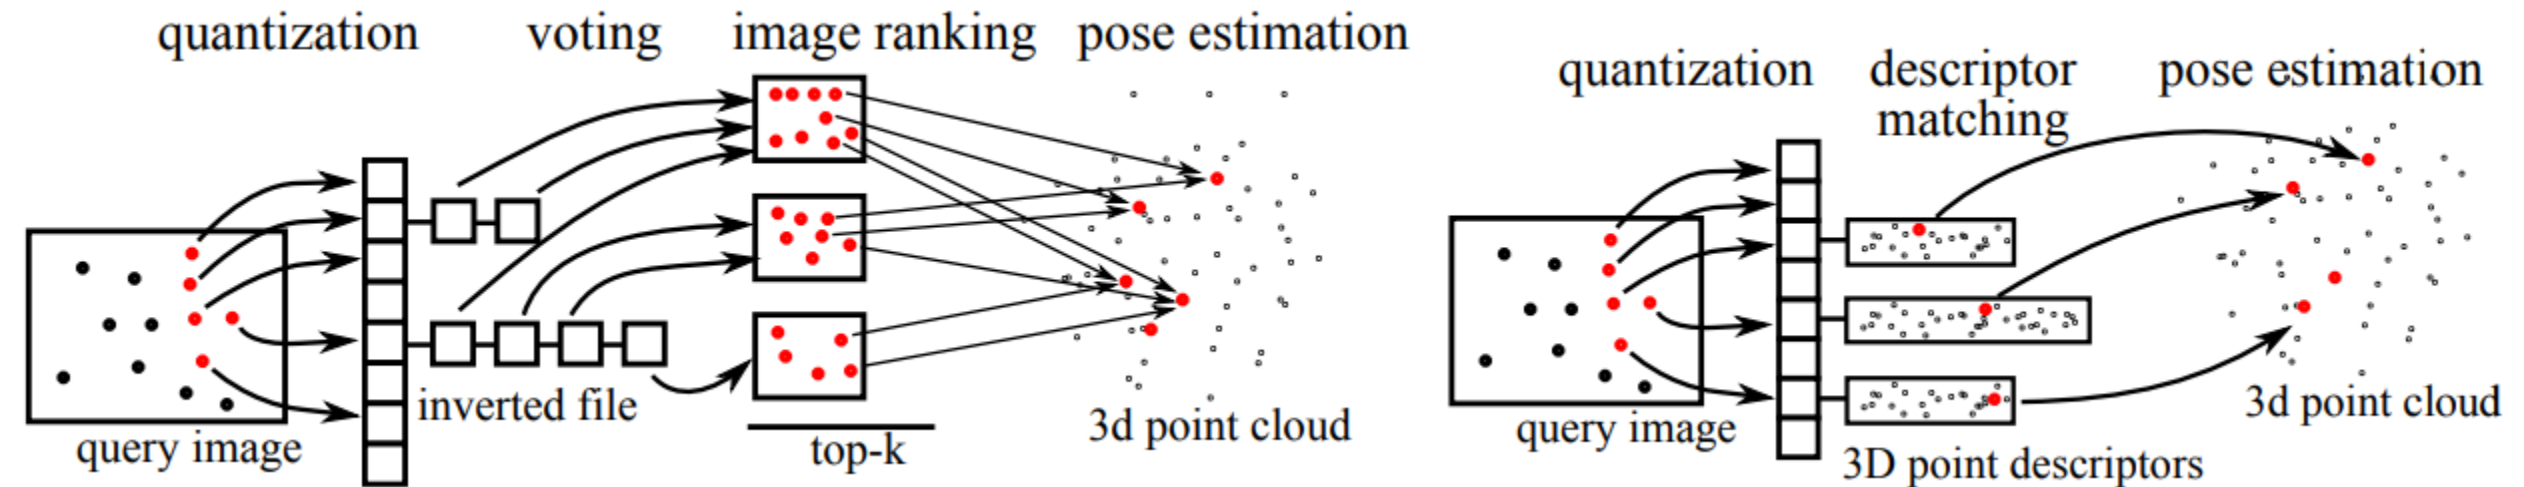 quantization voting image ranking pose estimation
inverted file
query image
top-k
3d point cloud
quantization descriptor matching pose estimation
query image
3D point descriptors
3d point cloud